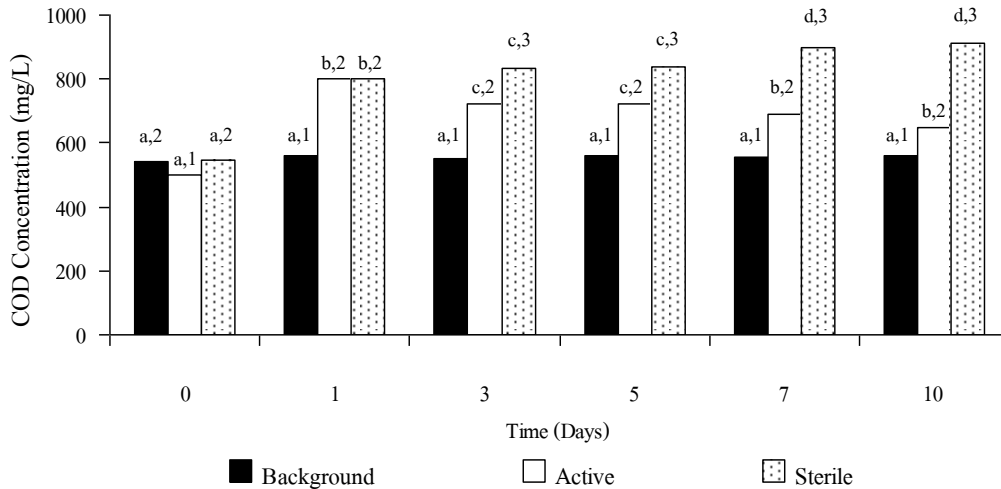 COD Concentration (mg/L)
1000
800
600
400
200
0
a,2
a,1
a,2
a,1
b,2
b,2
a,1
c,2
c,3
a,1
c,2
c,3
a,1
b,2
d,3
a,1
b,2
d,3
0 1 3 5 7 10
Time (Days)
Background Active Sterile